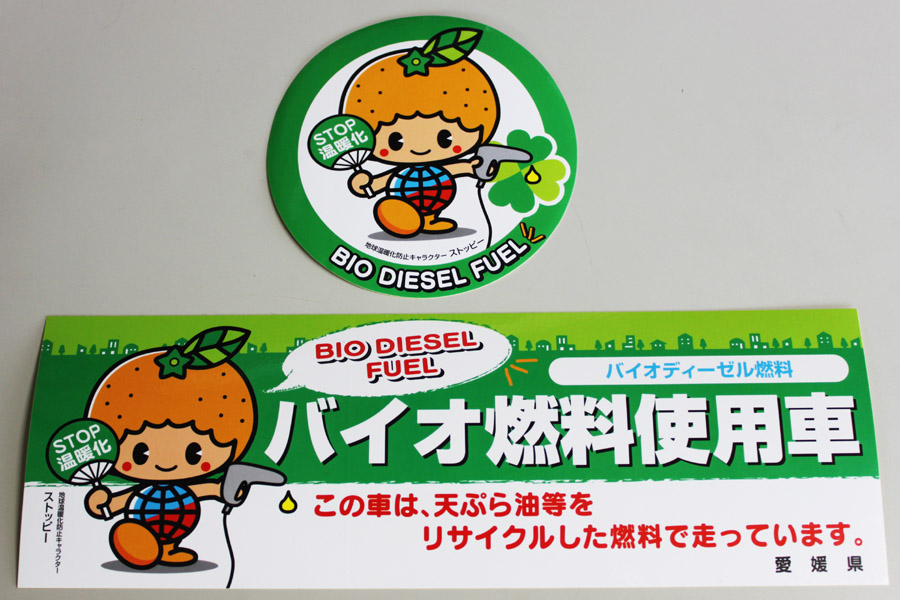 STOP
温暖化
地球温暖化防止キャラクター ストッピー
BIO DIESEL FUEL
BIO DIESEL
FUEL
バイオディーゼル燃料
バイオ燃料使用車
STOP
温暖化
地球温暖化防止キャラクター
ストッピー
この車は、天ぷら油等を
リサイクルした燃料で走っています。
愛媛県